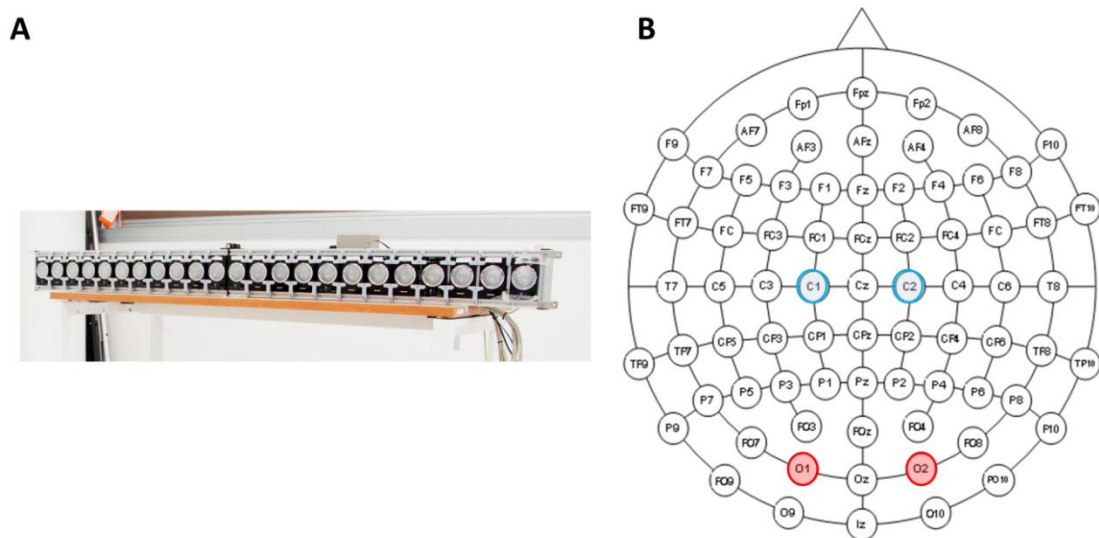 A
B
Fpz
Fp1
Fp2
AF7
AF8
AFz
AF3
AF4
F9
P10
F7
F5
F3
F1
Fz
F2
F4
F6
F8
FT9
FT7
FC
FC3
FC1
FCz
FC2
FC4
FC
FT8
FT10
T7
C5
C3
C1
Cz
C2
C4
C6
T8
TP9
TP7
CP5
CP3
CP1
CPz
CP2
CP4
CP6
TP8
TP10
P7
P5
P3
P1
Pz
P2
P4
P6
P8
P9
PO7
PO3
POz
PO4
PO8
P10
PO9
O1
Oz
O2
PO10
O9
Iz
O10